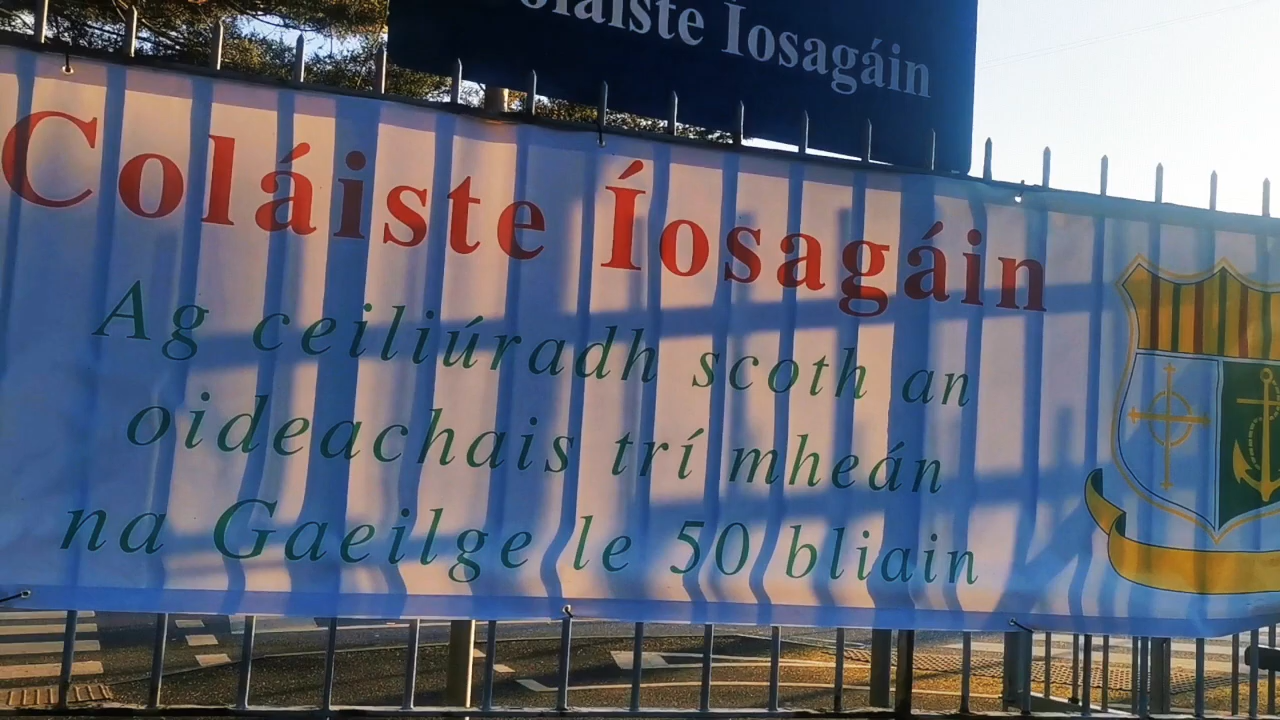 Coláiste Íosagáin
Coláiste Íosagáin
Ag ceiliúradh scoth an
oideachais trí mheán
na Gaeilge le 50 bliain